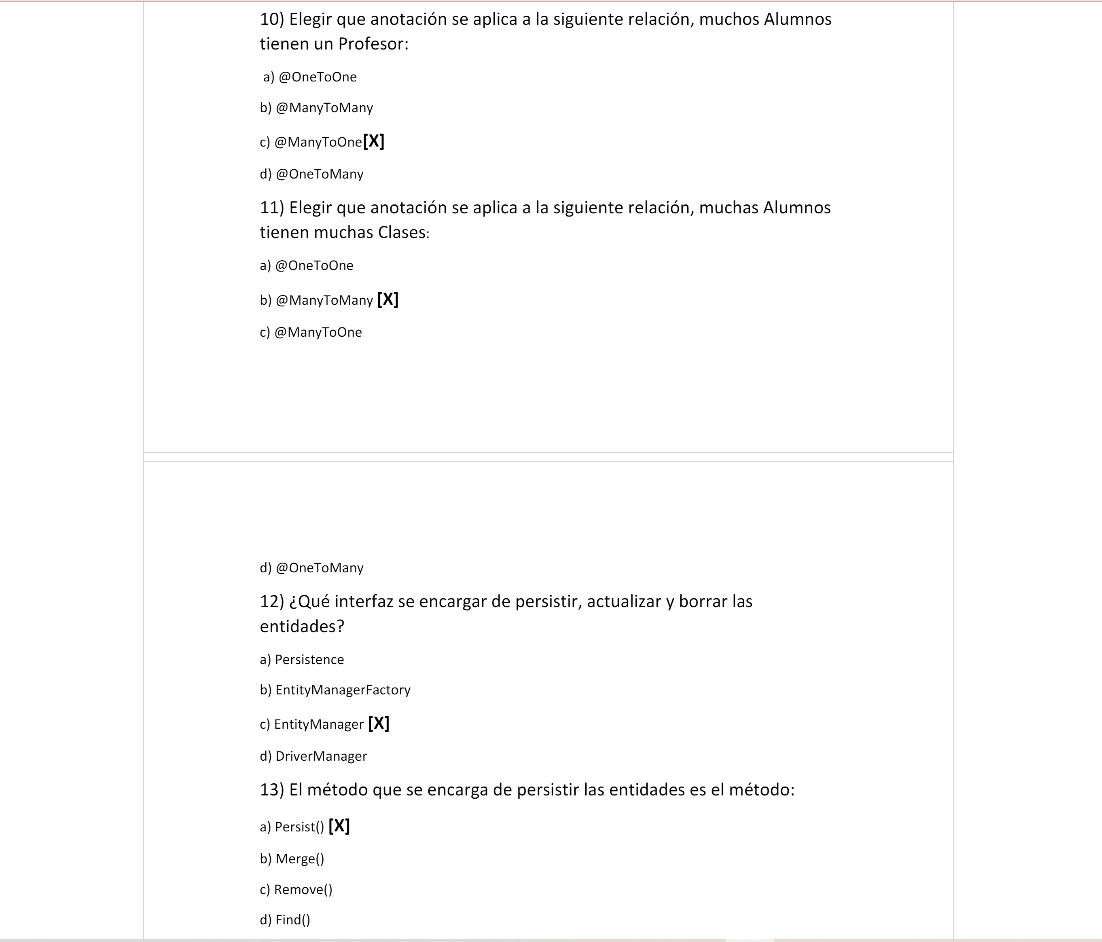 10) Elegir que anotación se aplica a la siguiente relación, muchos Alumnos
tienen un Profesor:
a) @OneToOne
b) @ManyToMany
c) @ManyToOne[X]
d) @OneToMany
11) Elegir que anotación se aplica a la siguiente relación, muchas Alumnos
tienen muchas Clases:
a) @OneToOne
b) @ManyToMany [X]
c) @ManyToOne
d) @OneToMany
12) ¿Qué interfaz se encargar de persistir, actualizar y borrar las
entidades?
a) Persistence
b) EntityManagerFactory
c) EntityManager [X]
d) DriverManager
13) El método que se encarga de persistir las entidades es el método:
a) Persist() [X]
b) Merge()
c) Remove()
d) Find()